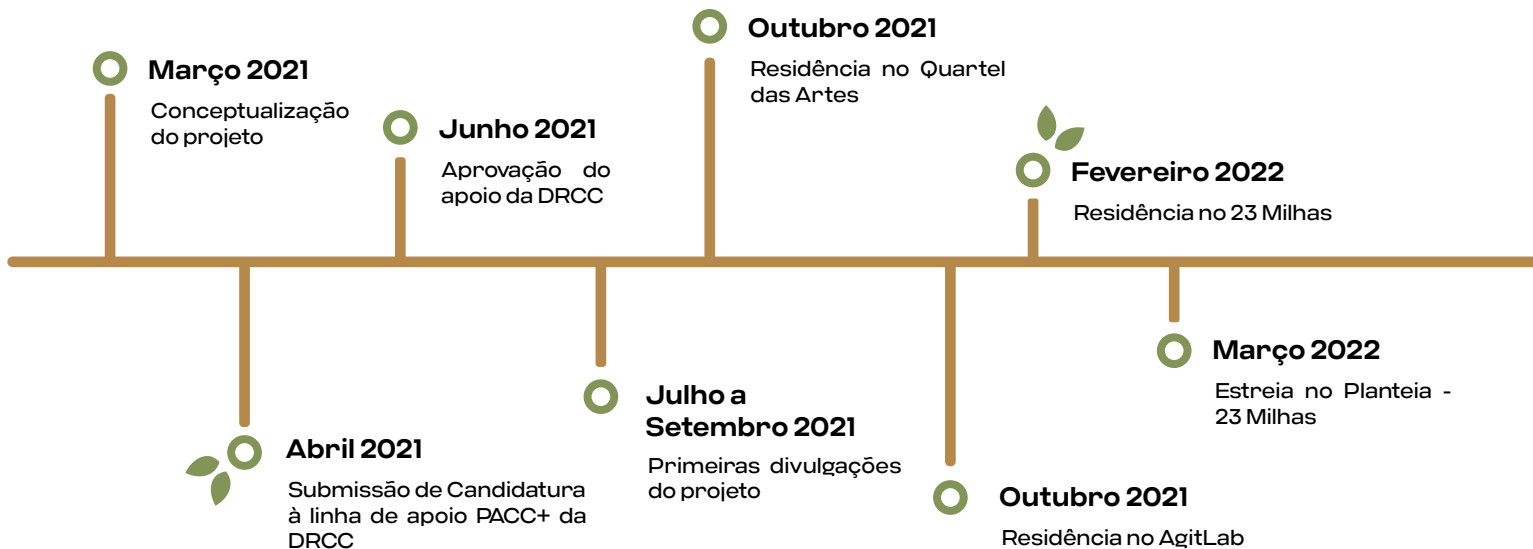 Março 2021
Conceptualização
do projeto
Abril 2021
Submissão de Candidatura
à linha de apoio PACC+ da
DRCC
Junho 2021
Aprovação do
apoio da DRCC
Julho a
Setembro 2021
Primeiras divulgações
do projeto
Outubro 2021
Residência no Quartel
das Artes
Outubro 2021
Residência no AgitLab
Fevereiro 2022
Residência no 23 Milhas
Março 2022
Estreia no Planteia -
23 Milhas